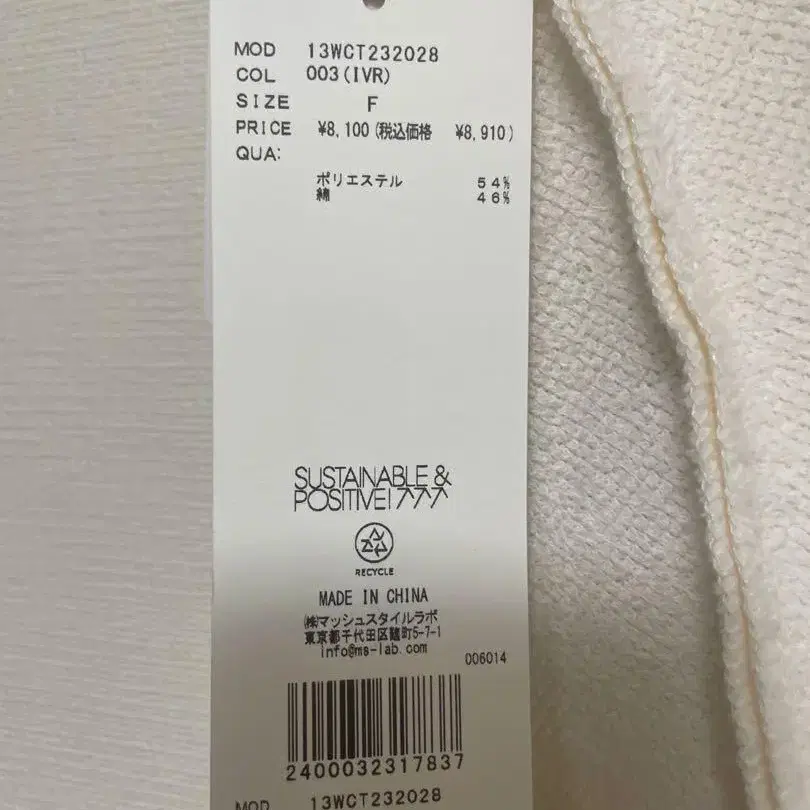 MOD 13WCT232028
COL 003(IVR)
SIZE F
PRICE ¥8,100(税込価格 ¥8,910)
QUA:
ポリエステル 54%
綿 46%
SUSTAINABLE &
POSITIVE!
RECYCLE
MADE IN CHINA
(株)マッシュスタイルラボ
東京都千代田区麹町5-7-1
info@ms-lab.com
006014
2400032317837
MOD 13WCT232028